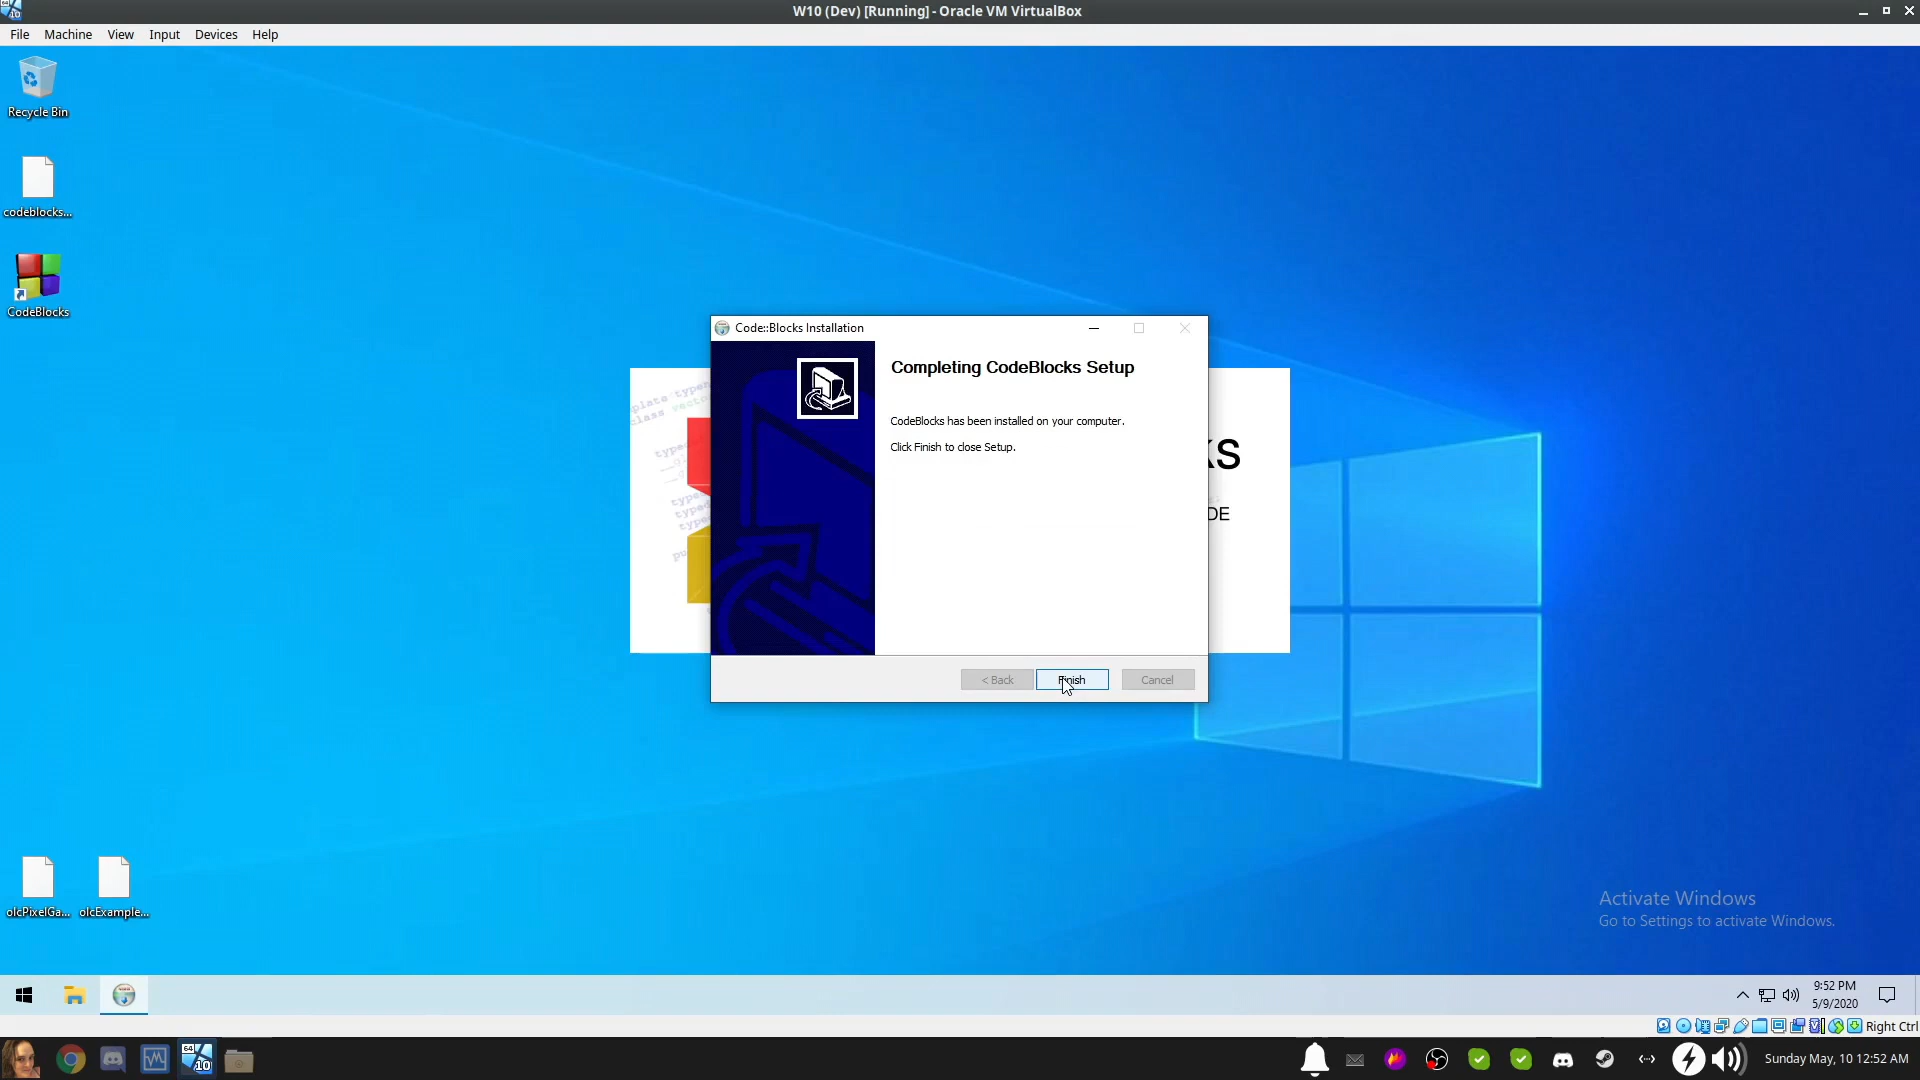 W10 (Dev) [Running] - Oracle VM VirtualBox
File Machine View Input Devices Help
Recycle Bin
codeblocks...
CodeBlocks
Code::Blocks Installation
Completing CodeBlocks Setup
CodeBlocks has been installed on your computer.
Click Finish to close Setup.
KS
DE
< Back
Finish
Cancel
olcPixelGa...
olcExample...
Activate Windows
Go to Settings to activate Windows.
9:52 PM
5/9/2020
Right Ctrl
64
10
Sunday May, 10 12:52 AM